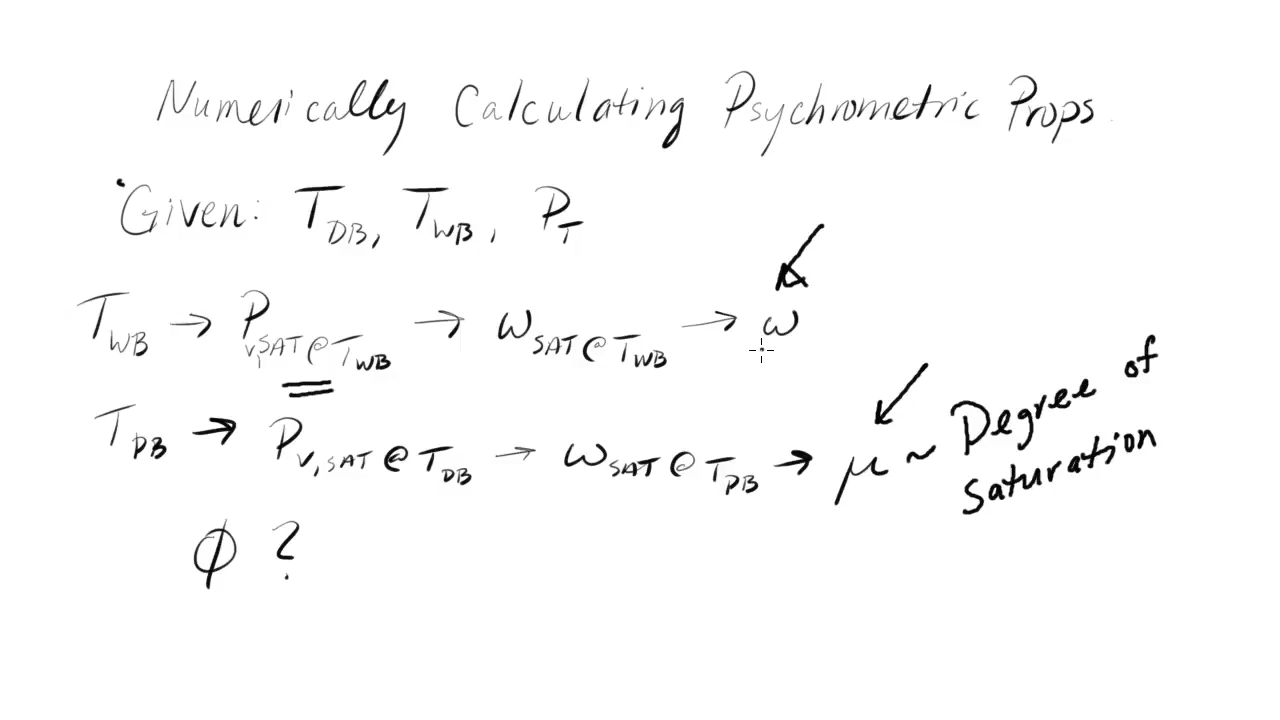 Numerically Calculating Psychrometric Props
Given: T_DB, T_WB, P_T
T_WB → P_v,SAT@T_WB → ω_SAT@T_WB → ω
T_DB → P_v,SAT@T_DB → ω_SAT@T_DB → μ ~ Degree of
saturation
φ ?